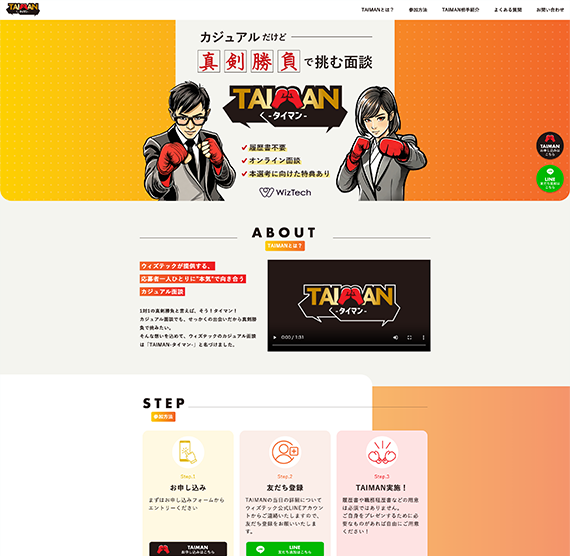 TAIMAN
TAIMANとは？
参加方法
TAIMAN相手紹介
よくある質問
お問い合わせ
カジュアルだけど
真剣勝負で挑む面談
TAIMAN
-タイマン-
履歴書不要
オンライン面談
本選考に向けた特典あり
WizTech
TAIMAN
お申し込みは
こちら
LINE
友だち追加は
こちら
ABOUT
TAIMANとは？
ウィズテックが提供する、
応募者一人ひとりに"本気"で向き合う
カジュアル面談
1対1の真剣勝負と言えば、そう！タイマン！
カジュアル面談でも、せっかくの出会いだから真剣勝
負で挑みたい。
そんな想いを込めて、ウィズテックのカジュアル面談
は「TAIMAN-タイマン-」と名づけました。
TAIMAN
-タイマン-
0:00 / 1:31
STEP
参加方法
Step.1
お申し込み
まずはお申し込みフォームから
エントリーください
TAIMAN
お申し込みはこちら
Step.2
友だち登録
TAIMANの当日の詳細について
ウィズテック公式LINEアカウン
トからご連絡いたしますので、
友だち登録をお願いいたしま
す。
LINE
友だち追加はこちら
Step.3
TAIMAN実施！
履歴書や職務経歴書などの用意
は必須ではありません。
ご自身をプレゼンするために必
要なものがあれば自由にご用意
ください！